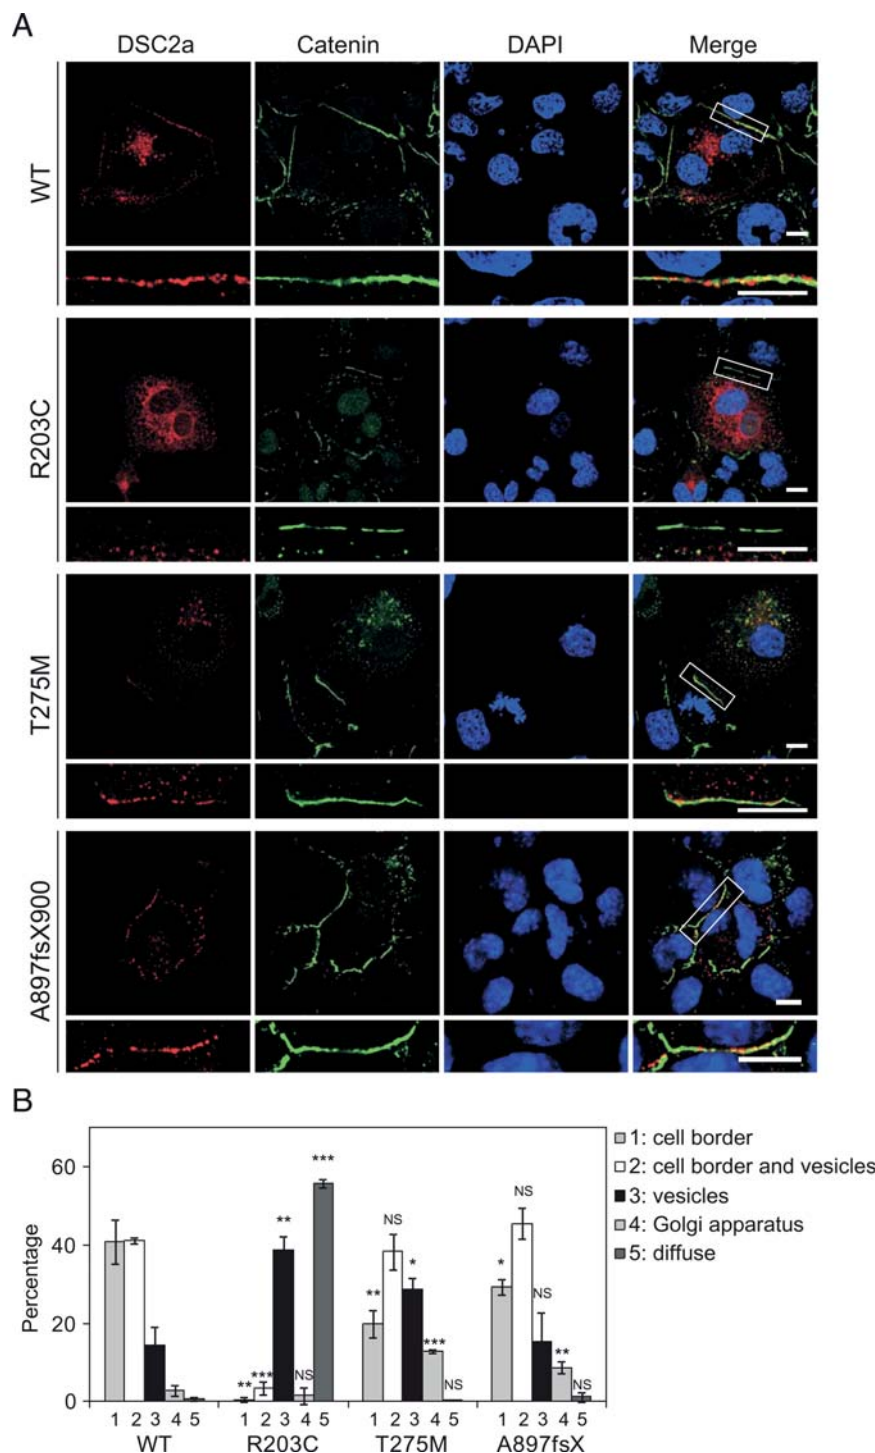 A
DSC2a Catenin DAPI Merge
WT
R203C
T275M
A897fsX900
B
1: cell border
2: cell border and vesicles
3: vesicles
4: Golgi apparatus
5: diffuse
Percentage
60
40
20
0
** *** ** NS ***
** NS * *** NS
* NS NS ** NS
1 2 3 4 5 1 2 3 4 5 1 2 3 4 5 1 2 3 4 5
WT R203C T275M A897fsX